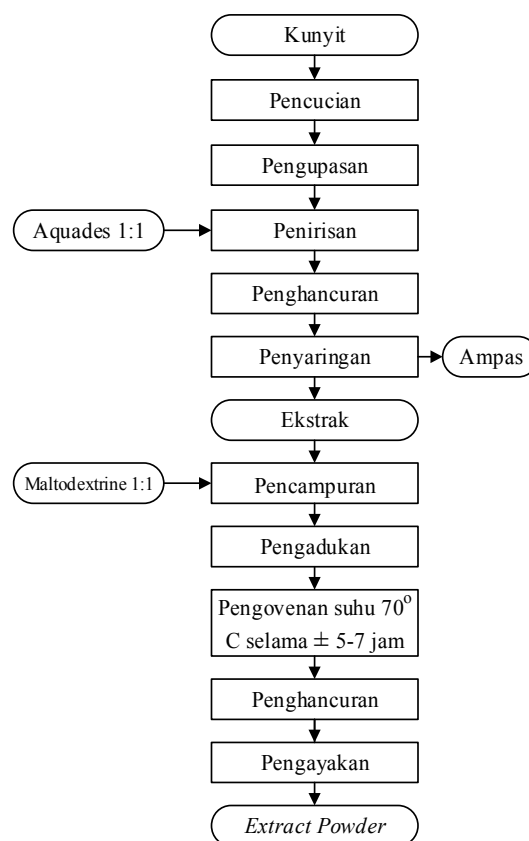 Kunyit
Pencucian
Pengupasan
Aquades 1:1
Penirisan
Penghancuran
Penyaringan
Ampas
Ekstrak
Maltodextrine 1:1
Pencampuran
Pengadukan
Pengovenan suhu 70°
C selama ± 5-7 jam
Penghancuran
Pengayakan
Extract Powder